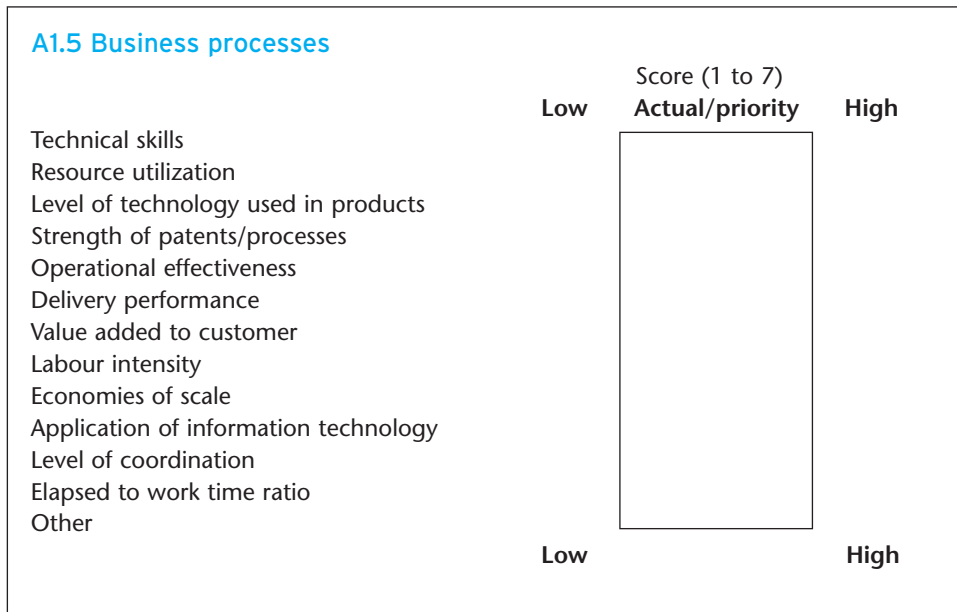 A1.5 Business processes
Score (1 to 7)
Low Actual/priority High
Technical skills
Resource utilization
Level of technology used in products
Strength of patents/processes
Operational effectiveness
Delivery performance
Value added to customer
Labour intensity
Economies of scale
Application of information technology
Level of coordination
Elapsed to work time ratio
Other
Low High